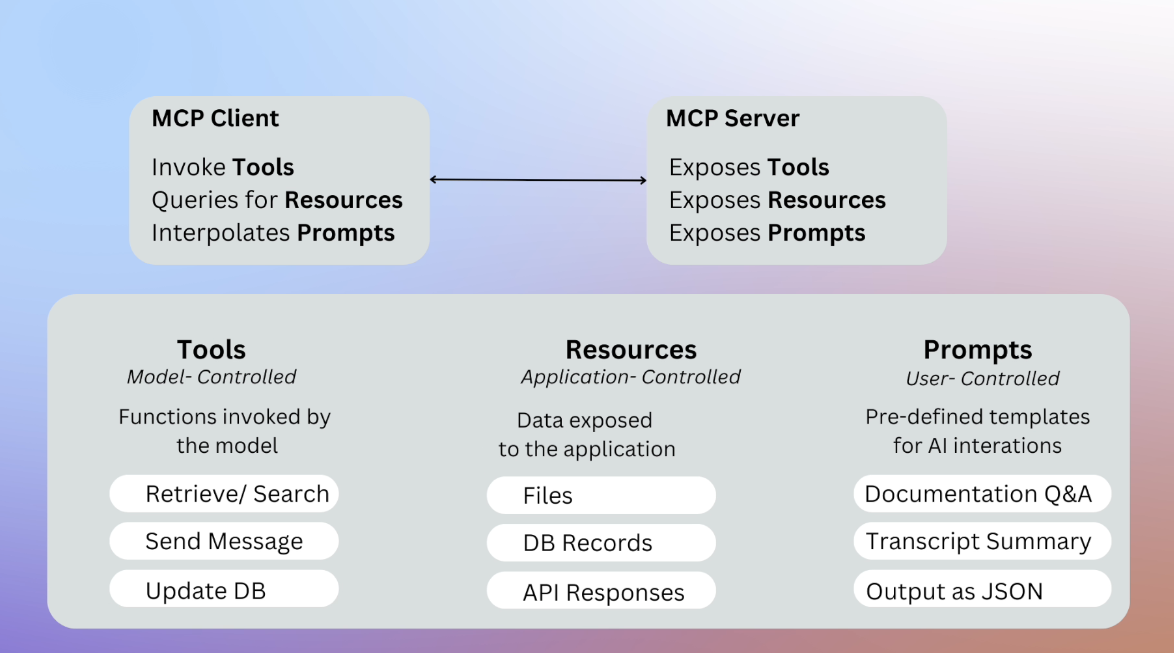 MCP Client
Invoke Tools
Queries for Resources
Interpolates Prompts
MCP Server
Exposes Tools
Exposes Resources
Exposes Prompts
Tools
Model- Controlled
Functions invoked by
the model
Retrieve/ Search
Send Message
Update DB
Resources
Application- Controlled
Data exposed
to the application
Files
DB Records
API Responses
Prompts
User- Controlled
Pre-defined templates
for AI interations
Documentation Q&A
Transcript Summary
Output as JSON